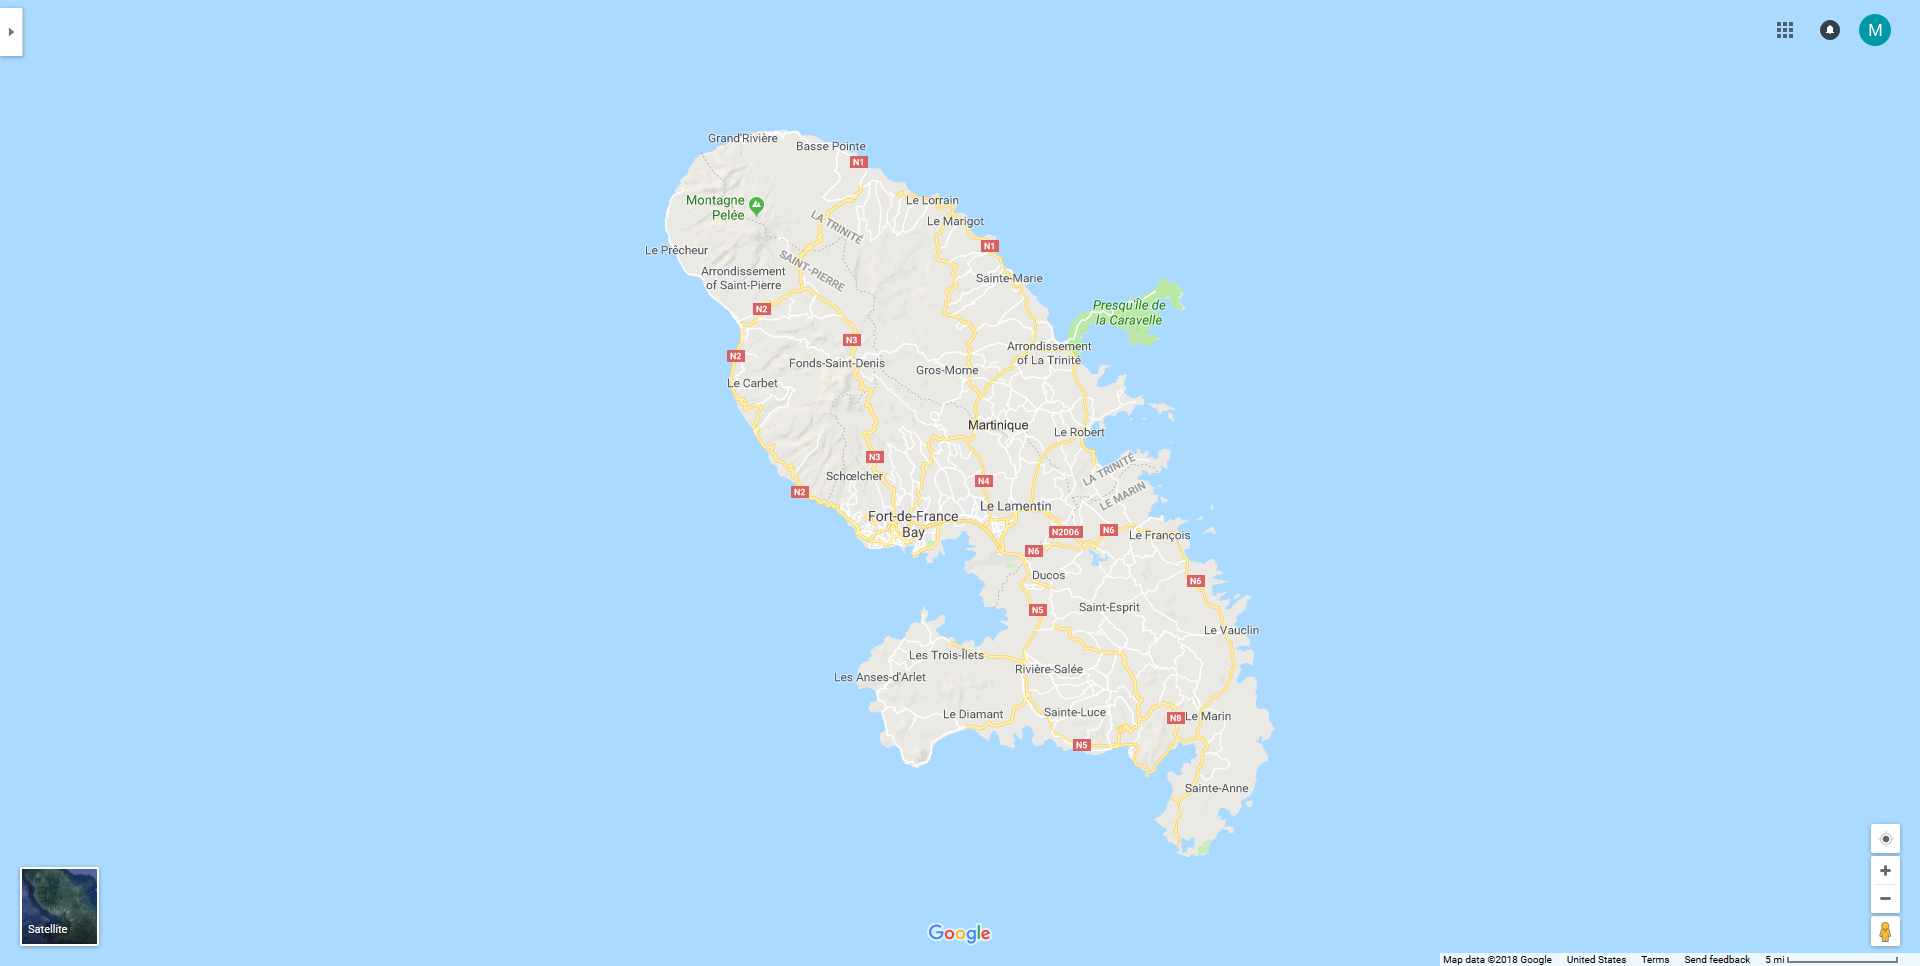 M
Grand'Rivière
Basse Pointe
N1
Montagne
Pelée
Le Lorrain
LA TRINITÉ
Le Marigot
N1
Le Prêcheur
SAINT-PIERRE
Arrondissement
of Saint-Pierre
Sainte-Marie
N2
Presqu'Île de
la Caravelle
N3
Arrondissement
of La Trinité
N2
Fonds-Saint-Denis
Gros-Morne
Le Carbet
Martinique
Le Robert
N3
LA TRINITÉ
Schœlcher
N4
N2
LE MARIN
Le Lamentin
Fort-de-France
Bay
N2006
N6
Le François
N6
Ducos
N6
N5
Saint-Esprit
Le Vauclin
Les Trois-Îlets
Rivière-Salée
Les Anses-d'Arlet
Le Diamant
Sainte-Luce
N8
Le Marin
N5
Sainte-Anne
Satellite
Google
Map data ©2018 Google United States Terms Send feedback 5 mi